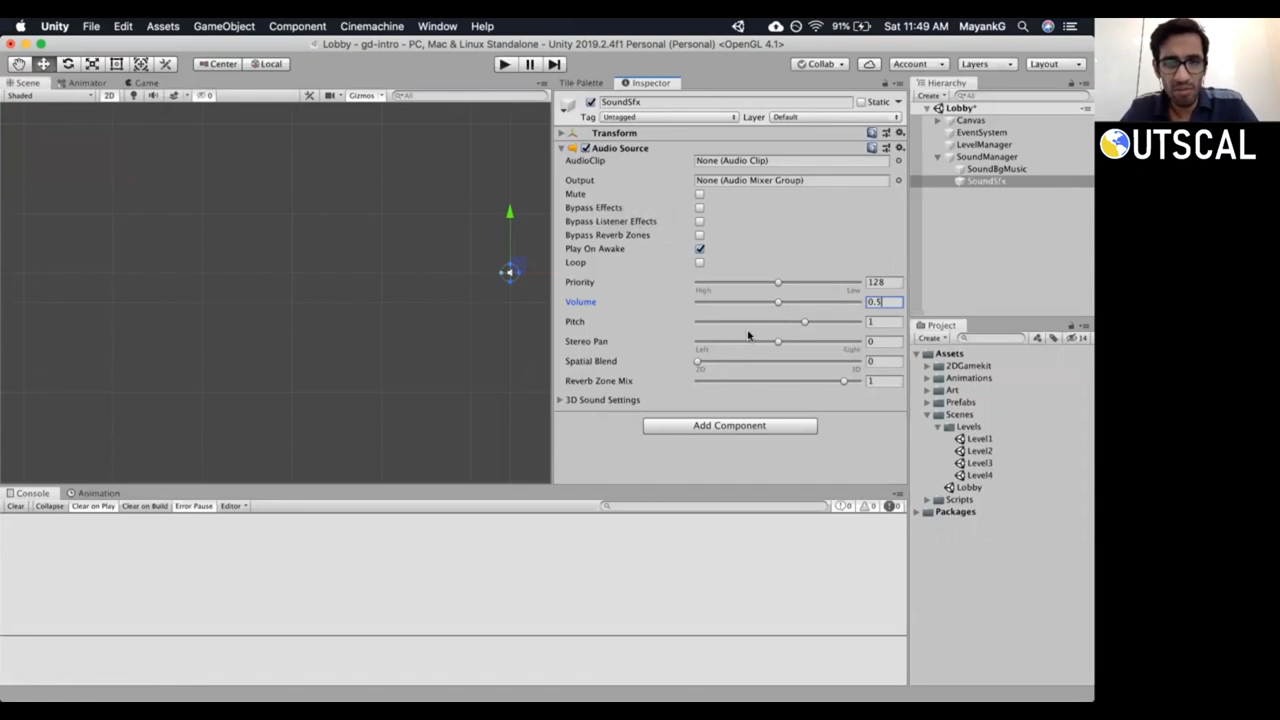 Unity File Edit Assets GameObject Component Cinemachine Window Help 91% Sat 11:49 AM MayankG
Lobby - gd-intro - PC, Mac & Linux Standalone - Unity 2019.2.4f1 Personal (Personal) <OpenGL 4.1>
Center Local Collab Account Layers Layout
Scene Animator Game
Shaded 2D 0 Gizmos All
Tile Palette Inspector
SoundSfx Static
Tag Untagged Layer Default
Transform
Audio Source
AudioClip None (Audio Clip)
Output None (Audio Mixer Group)
Mute
Bypass Effects
Bypass Listener Effects
Bypass Reverb Zones
Play On Awake
Loop
Priority 128
High Low
Volume 0.5
Pitch 1
Stereo Pan 0
Left Right
Spatial Blend 0
2D 3D
Reverb Zone Mix 1
3D Sound Settings
Add Component
Hierarchy
Create All
Lobby*
Canvas
EventSystem
LevelManager
SoundManager
SoundBgMusic
SoundSfx
Project
Create 14
Assets
2DGamekit
Animations
Art
Prefabs
Scenes
Levels
Level1
Level2
Level3
Level4
Lobby
Scripts
Packages
Console Animation
Clear Collapse Clear on Play Clear on Build Error Pause Editor 0 0 0
OUTSCAL